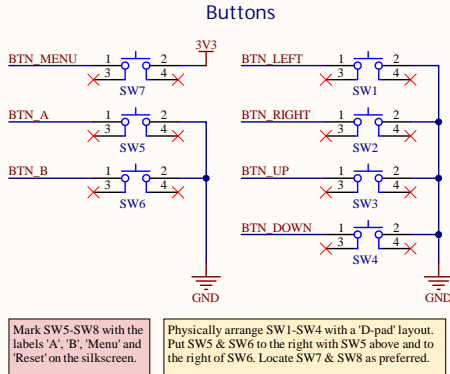 Buttons
3V3
BTN_MENU 1 2
3 4
SW7
BTN_A 1 2
3 4
SW5
BTN_B 1 2
3 4
SW6
GND
BTN_LEFT 1 2
3 4
SW1
BTN_RIGHT 1 2
3 4
SW2
BTN_UP 1 2
3 4
SW3
BTN_DOWN 1 2
3 4
SW4
GND
Mark SW5-SW8 with the
labels 'A', 'B', 'Menu' and
'Reset' on the silkscreen.
Physically arrange SW1-SW4 with a 'D-pad' layout.
Put SW5 & SW6 to the right with SW5 above and to
the right of SW6. Locate SW7 & SW8 as preferred.